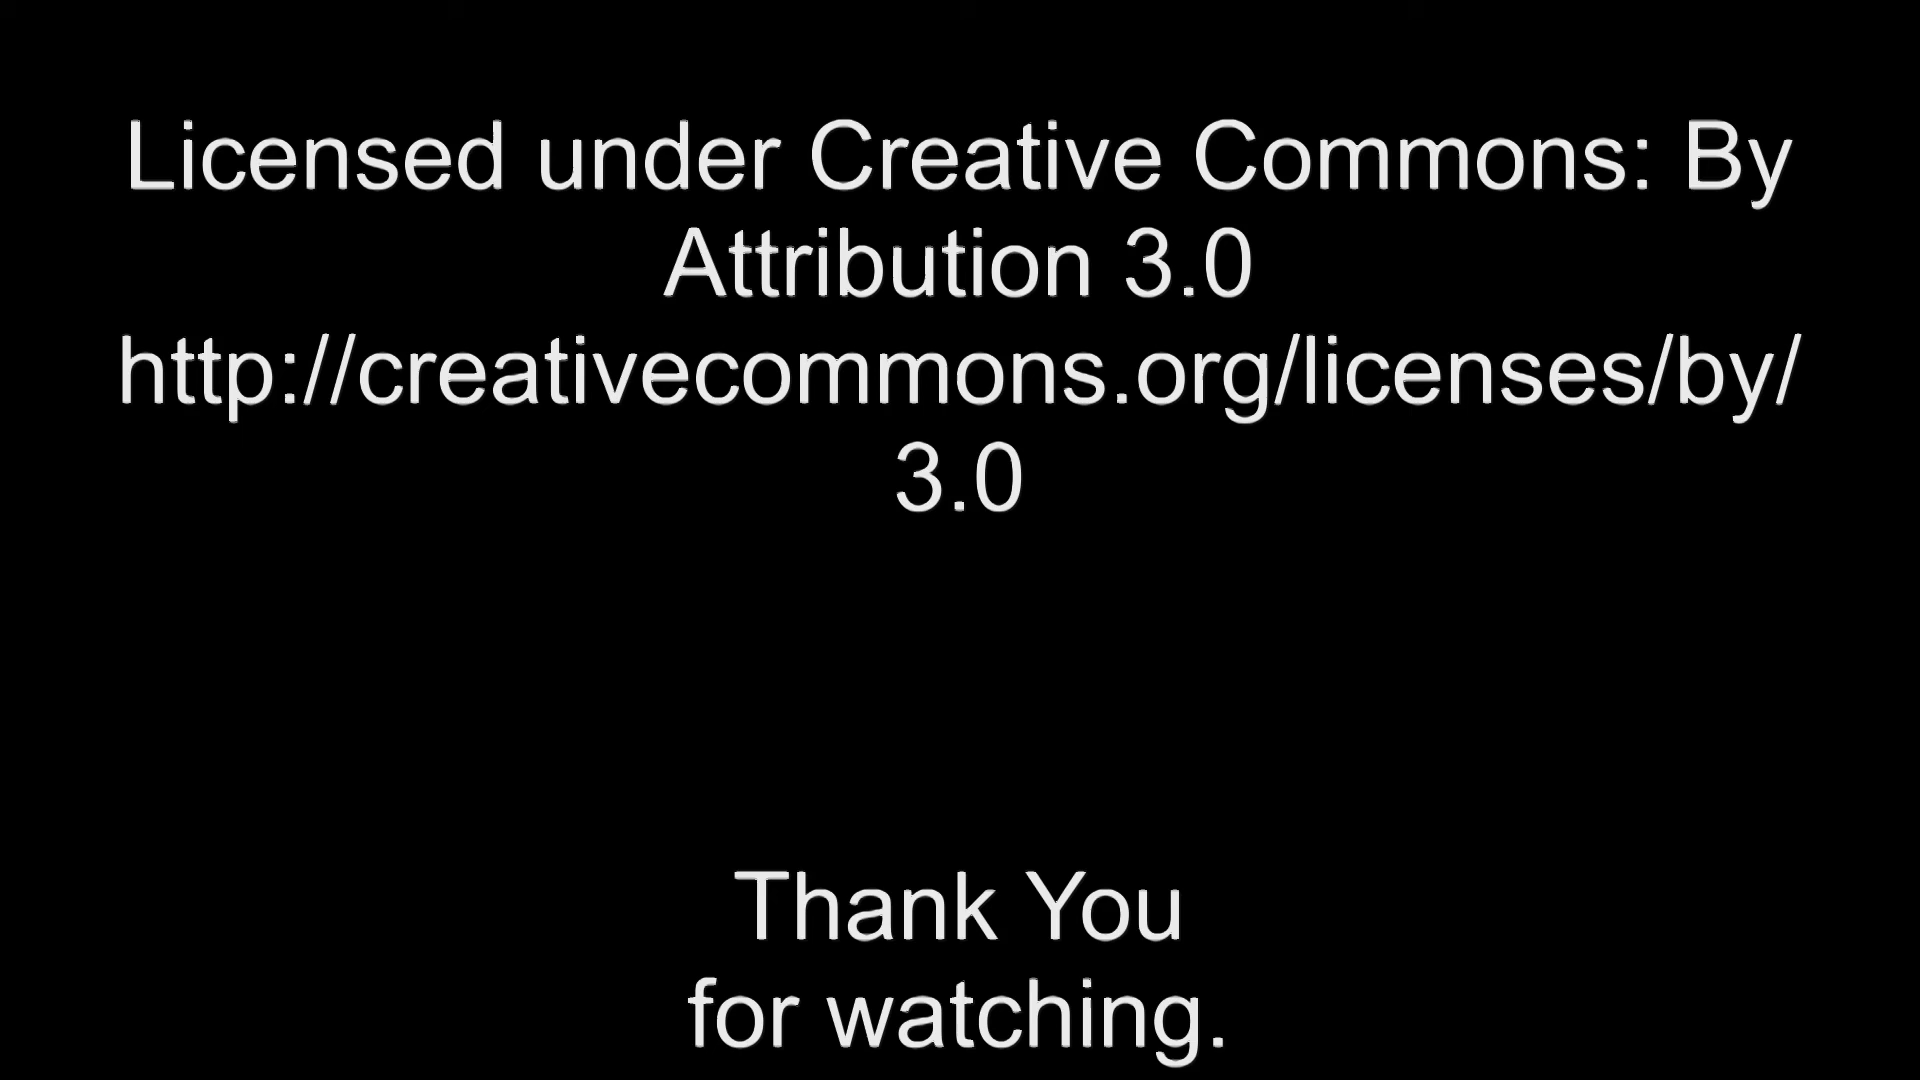 Licensed under Creative Commons: By
Attribution 3.0
http://creativecommons.org/licenses/by/
3.0
Thank You
for watching.